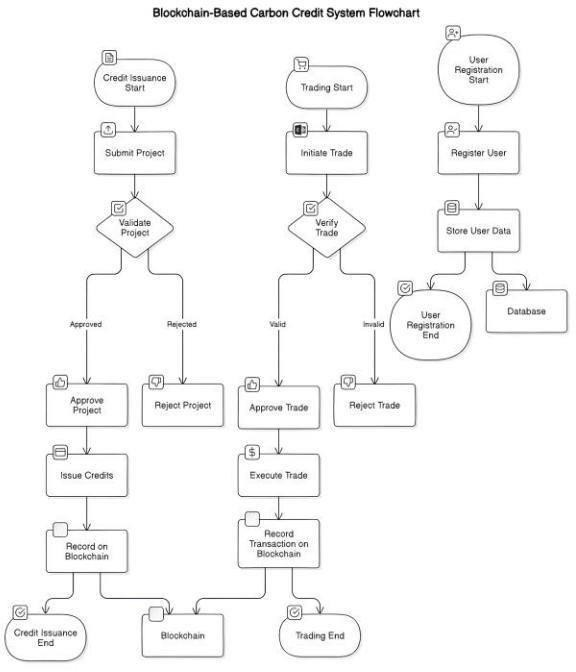 Blockchain-Based Carbon Credit System Flowchart
Credit Issuance
Start
Trading Start
User
Registration
Start
Submit Project
Initiate Trade
Register User
Validate
Project
Verify
Trade
Store User Data
User
Registration
End
Database
Approved
Rejected
Valid
Invalid
Approve
Project
Reject Project
Approve Trade
Reject Trade
Issue Credits
Execute Trade
Record on
Blockchain
Record
Transaction on
Blockchain
Credit Issuance
End
Blockchain
Trading End